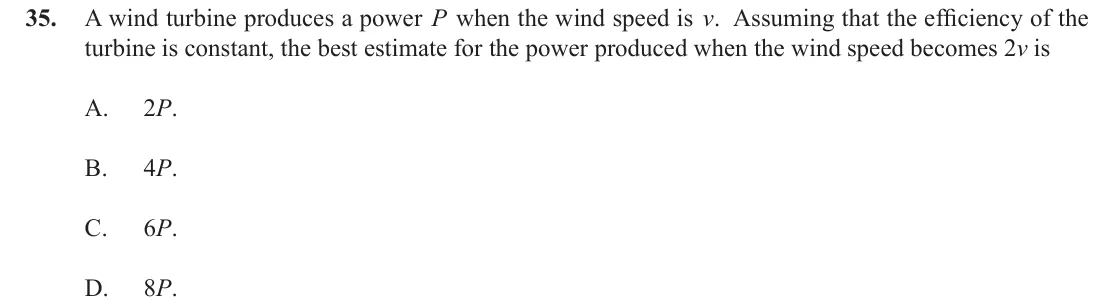 35. A wind turbine produces a power P when the wind speed is v. Assuming that the efficiency of the
turbine is constant, the best estimate for the power produced when the wind speed becomes 2v is
A. 2P.
B. 4P.
C. 6P.
D. 8P.